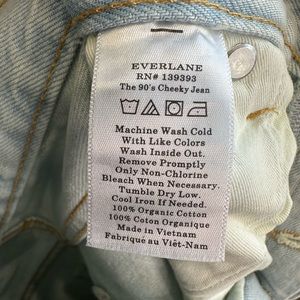 EVERLANE
RN# 139393
The 90's Cheeky Jean
Machine Wash Cold
With Like Colors
Wash Inside Out.
Remove Promptly
Only Non-Chlorine
Bleach When Necessary.
Tumble Dry Low.
Cool Iron If Needed.
100% Organic Cotton
100% Coton Organique
Made in Vietnam
Fabriqué au Viêt-Nam